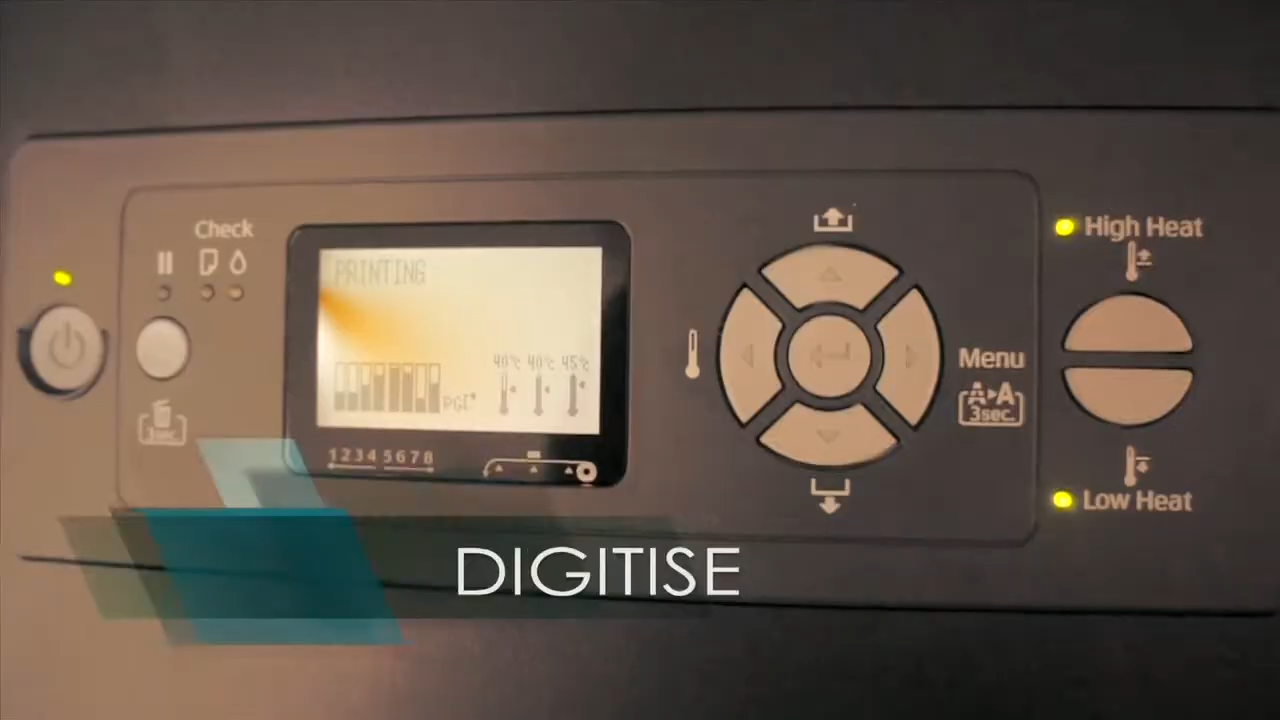 Check
PRINTING
40℃ 40℃ 45℃
1 2 3 4 5 6 7 8
3sec.
Menu
A▸A
3sec.
High Heat
Low Heat
DIGITISE